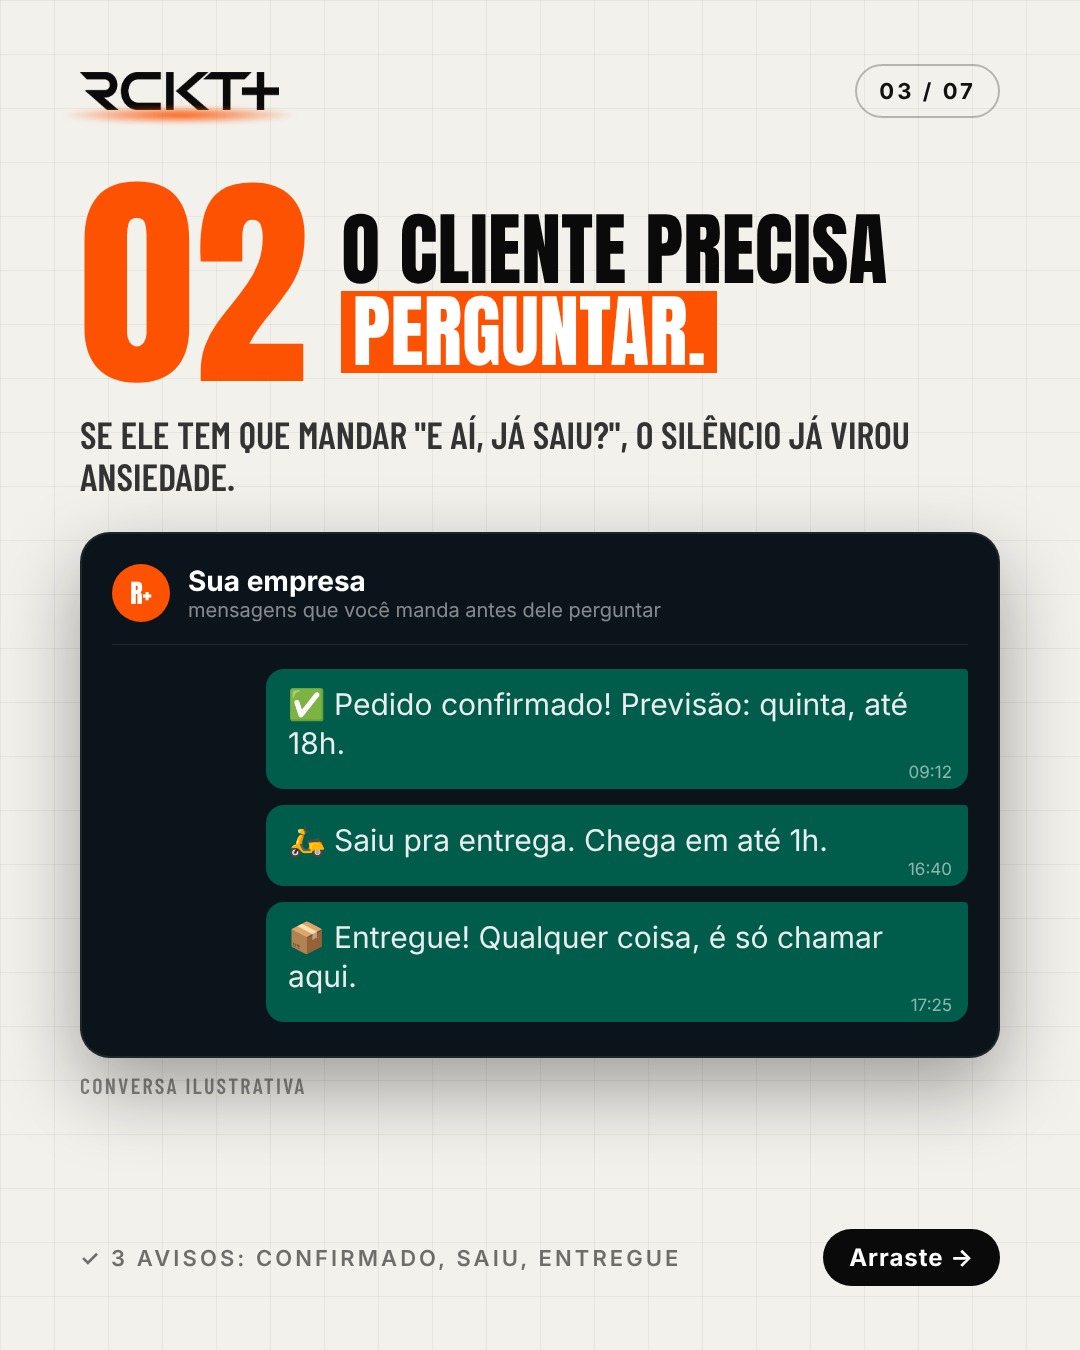 RCKT+
03 / 07
02
O CLIENTE PRECISA
PERGUNTAR.
SE ELE TEM QUE MANDAR "E AÍ, JÁ SAIU?", O SILÊNCIO JÁ VIROU
ANSIEDADE.
R+
Sua empresa
mensagens que você manda antes dele perguntar
✅ Pedido confirmado! Previsão: quinta, até
18h.
09:12
🛵 Saiu pra entrega. Chega em até 1h.
16:40
📦 Entregue! Qualquer coisa, é só chamar
aqui.
17:25
CONVERSA ILUSTRATIVA
✓ 3 AVISOS: CONFIRMADO, SAIU, ENTREGUE
Arraste →